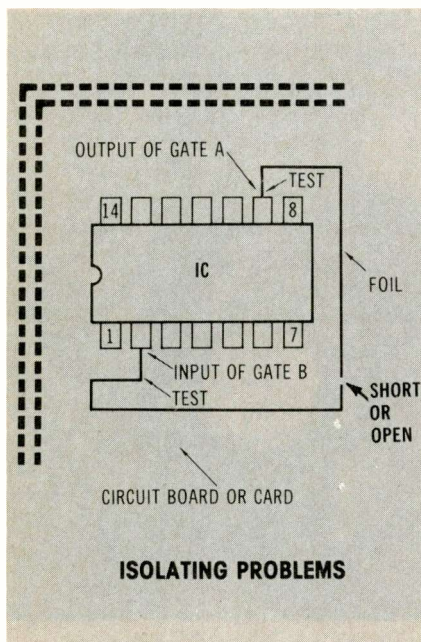 OUTPUT OF GATE A
TEST
14
8
IC
FOIL
1
7
INPUT OF GATE B
TEST
SHORT
OR
OPEN
CIRCUIT BOARD OR CARD
ISOLATING PROBLEMS